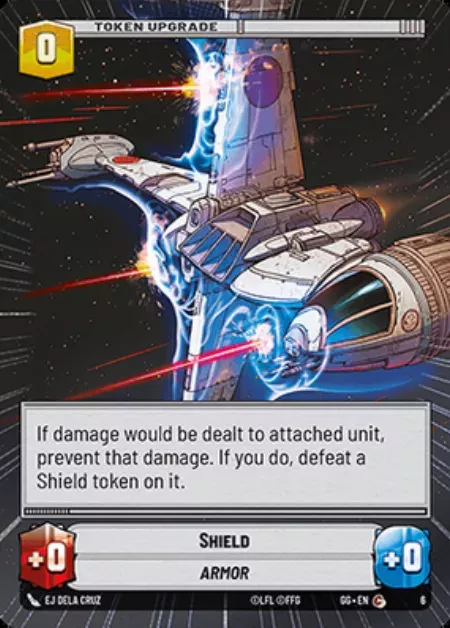 TOKEN UPGRADE
0
If damage would be dealt to attached unit,
prevent that damage. If you do, defeat a
Shield token on it.
+0
SHIELD
+0
ARMOR
EJ DELA CRUZ
©LFL ©FFG
GG•EN
C
6